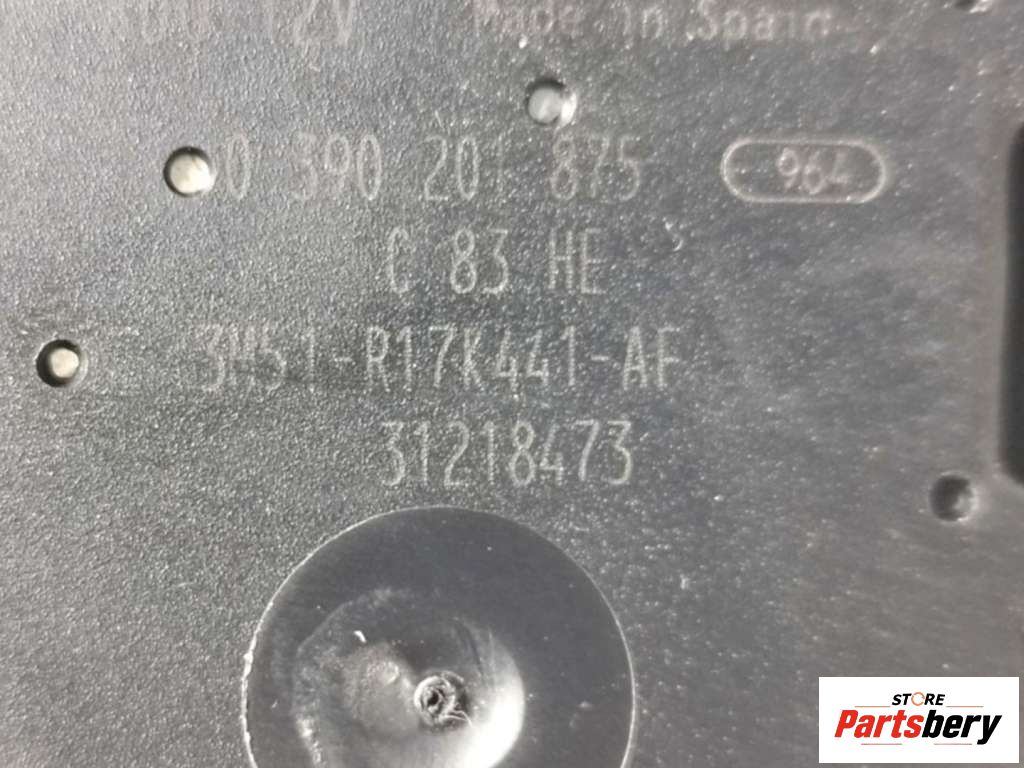 12V Made in Spain
0 390 201 875 964
C 83 HE
3M51-R17K441-AF
31218473
STORE
Partsbery